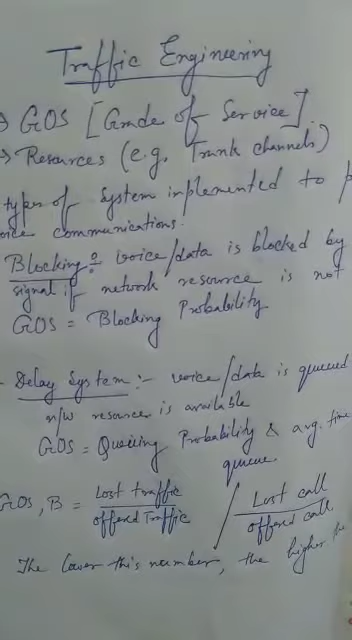 Traffic Engineering
→ GOS [Grade of Service]
→ Resources (e.g. Trunk channels)
types of system implemented to p
voice communications.
Blocking :- voice/data is blocked by
signal if network resource is not
GOS = Blocking Probability
- Delay System :- voice/data is queued
n/w resource is available
GOS = Queuing Probability & avg. time
queue.
GOS, B = Lost traffic / offered Traffic / Lost call / offered call
The lower this number, the higher the